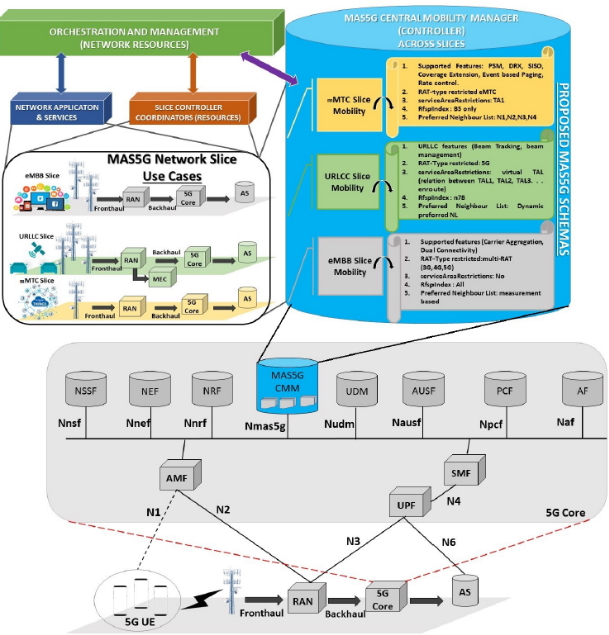 ORCHESTRATION AND MANAGEMENT
(NETWORK RESOURCES)
NETWORK APPLICATON
& SERVICES
SLICE CONTROLLER
COORDINATORS (RESOURCES)
MAS5G Network Slice
Use Cases
eMBB Slice
Fronthaul
RAN
Backhaul
5G
Core
AS
URLLC Slice
Fronthaul
RAN
Backhaul
5G
Core
AS
MEC
mMTC Slice
Fronthaul
RAN
Backhaul
5G
Core
AS
MAS5G CENTRAL MOBILITY MANAGER
(CONTROLLER)
ACROSS SLICES
PROPOSED MAS5G SCHEMAS
mMTC Slice
Mobility
1. Supported Features: PSM, DRX, SISO,
Coverage Extension, Event based Paging,
Rate control.
2. RAT-type restricted eMTC
3. serviceAreaRestrictions: TA1
4. RfspIndex : B5 only
5. Preferred Neighbour List: N1,N2,N3,N4
URLCC Slice
Mobility
1. URLLC features (Beam Tracking, beam
management)
2. RAT-Type restricted: 5G
3. serviceAreaRestrictions: virtual TAL
(relation between TAL1, TAL2, TAL3. . .
enroute)
4. RfspIndex : n78
5. Preferred Neighbour List: Dynamic
preferred NL
eMBB Slice
Mobility
1. Supported features (Carrier Aggregation,
Dual Connectivity)
2. RAT-Type restricted:multi-RAT
(3G,4G,5G)
3. serviceAreaRestrictions: No
4. RfspIndex : All
5. Preferred Neighbour List: measurement
based
NSSF
NEF
NRF
MAS5G
CMM
UDM
AUSF
PCF
AF
Nnsf
Nnef
Nnrf
Nmas5g
Nudm
Nausf
Npcf
Naf
AMF
SMF
UPF
N4
N1
N2
5G Core
N3
N6
5G UE
Fronthaul
RAN
Backhaul
5G
Core
AS